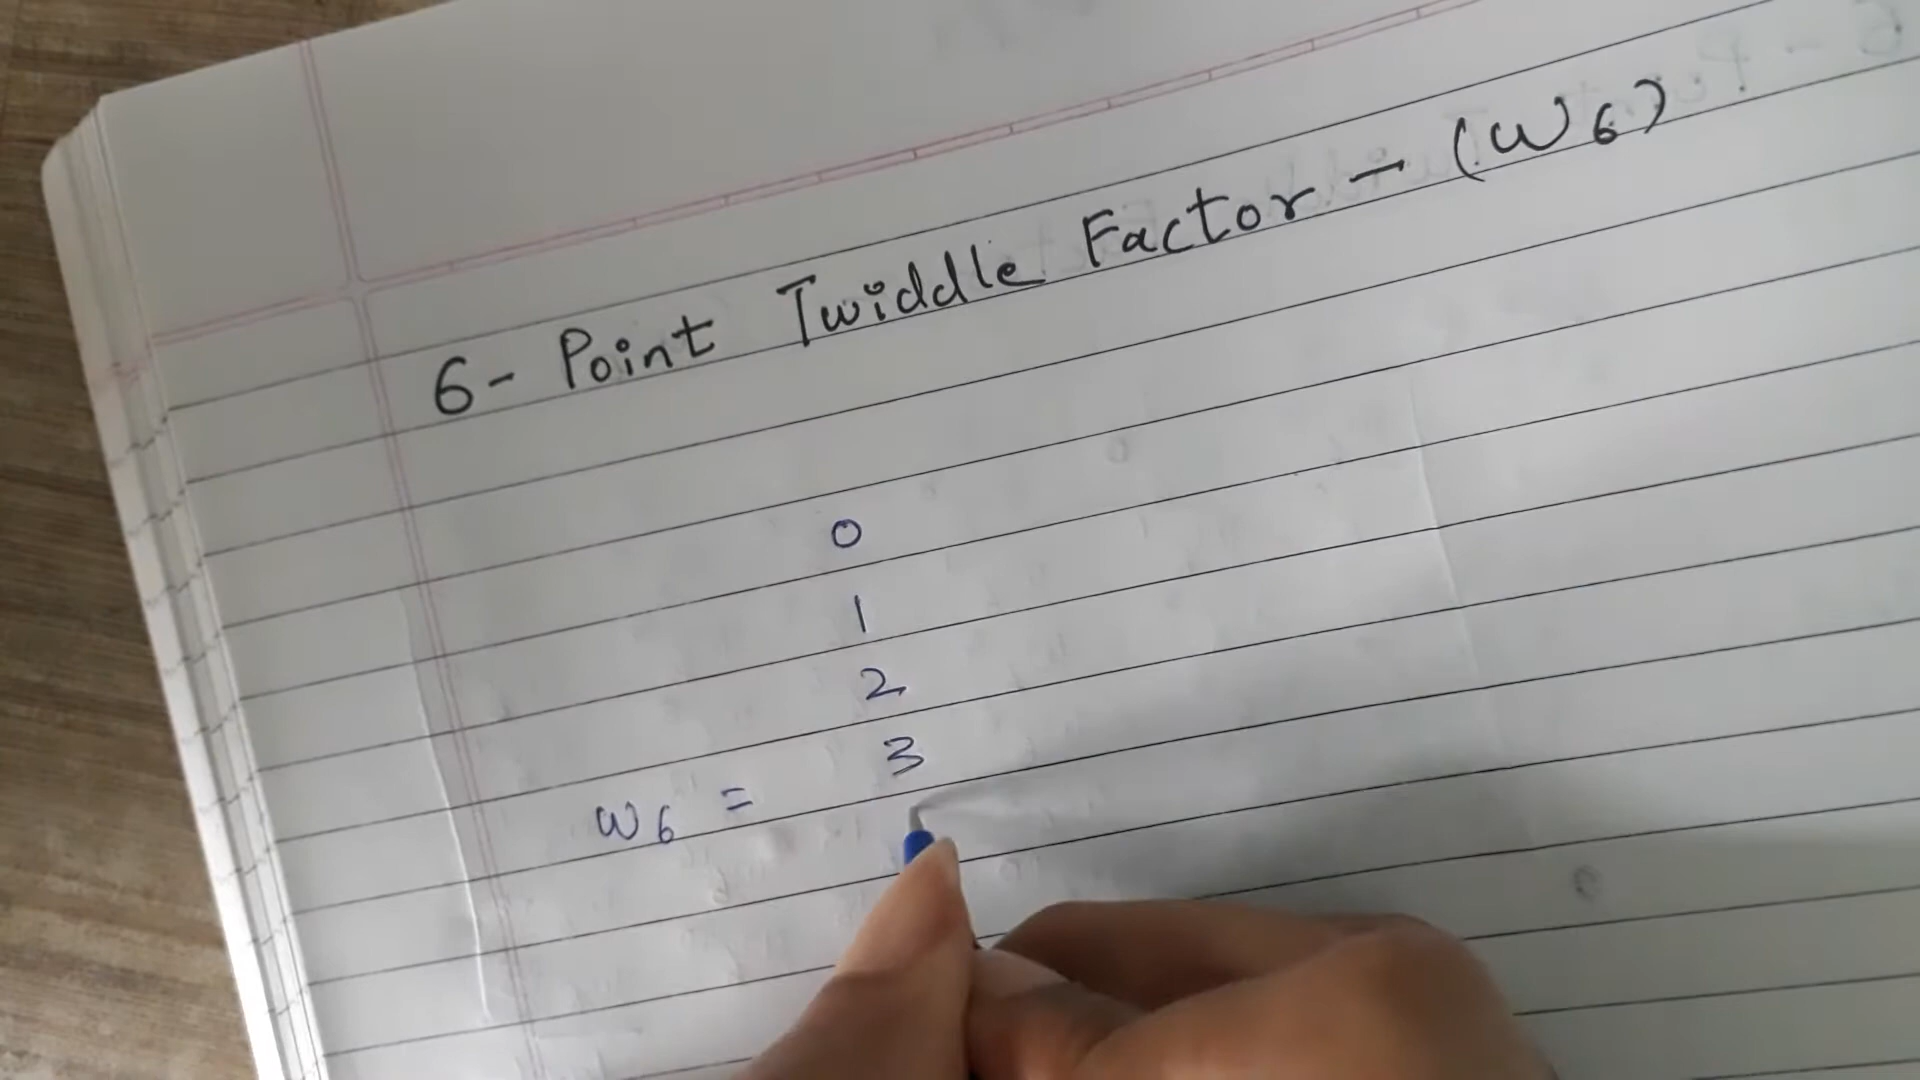 6- Point Twiddle Factor - (W6)
0
1
2
3
W6 =